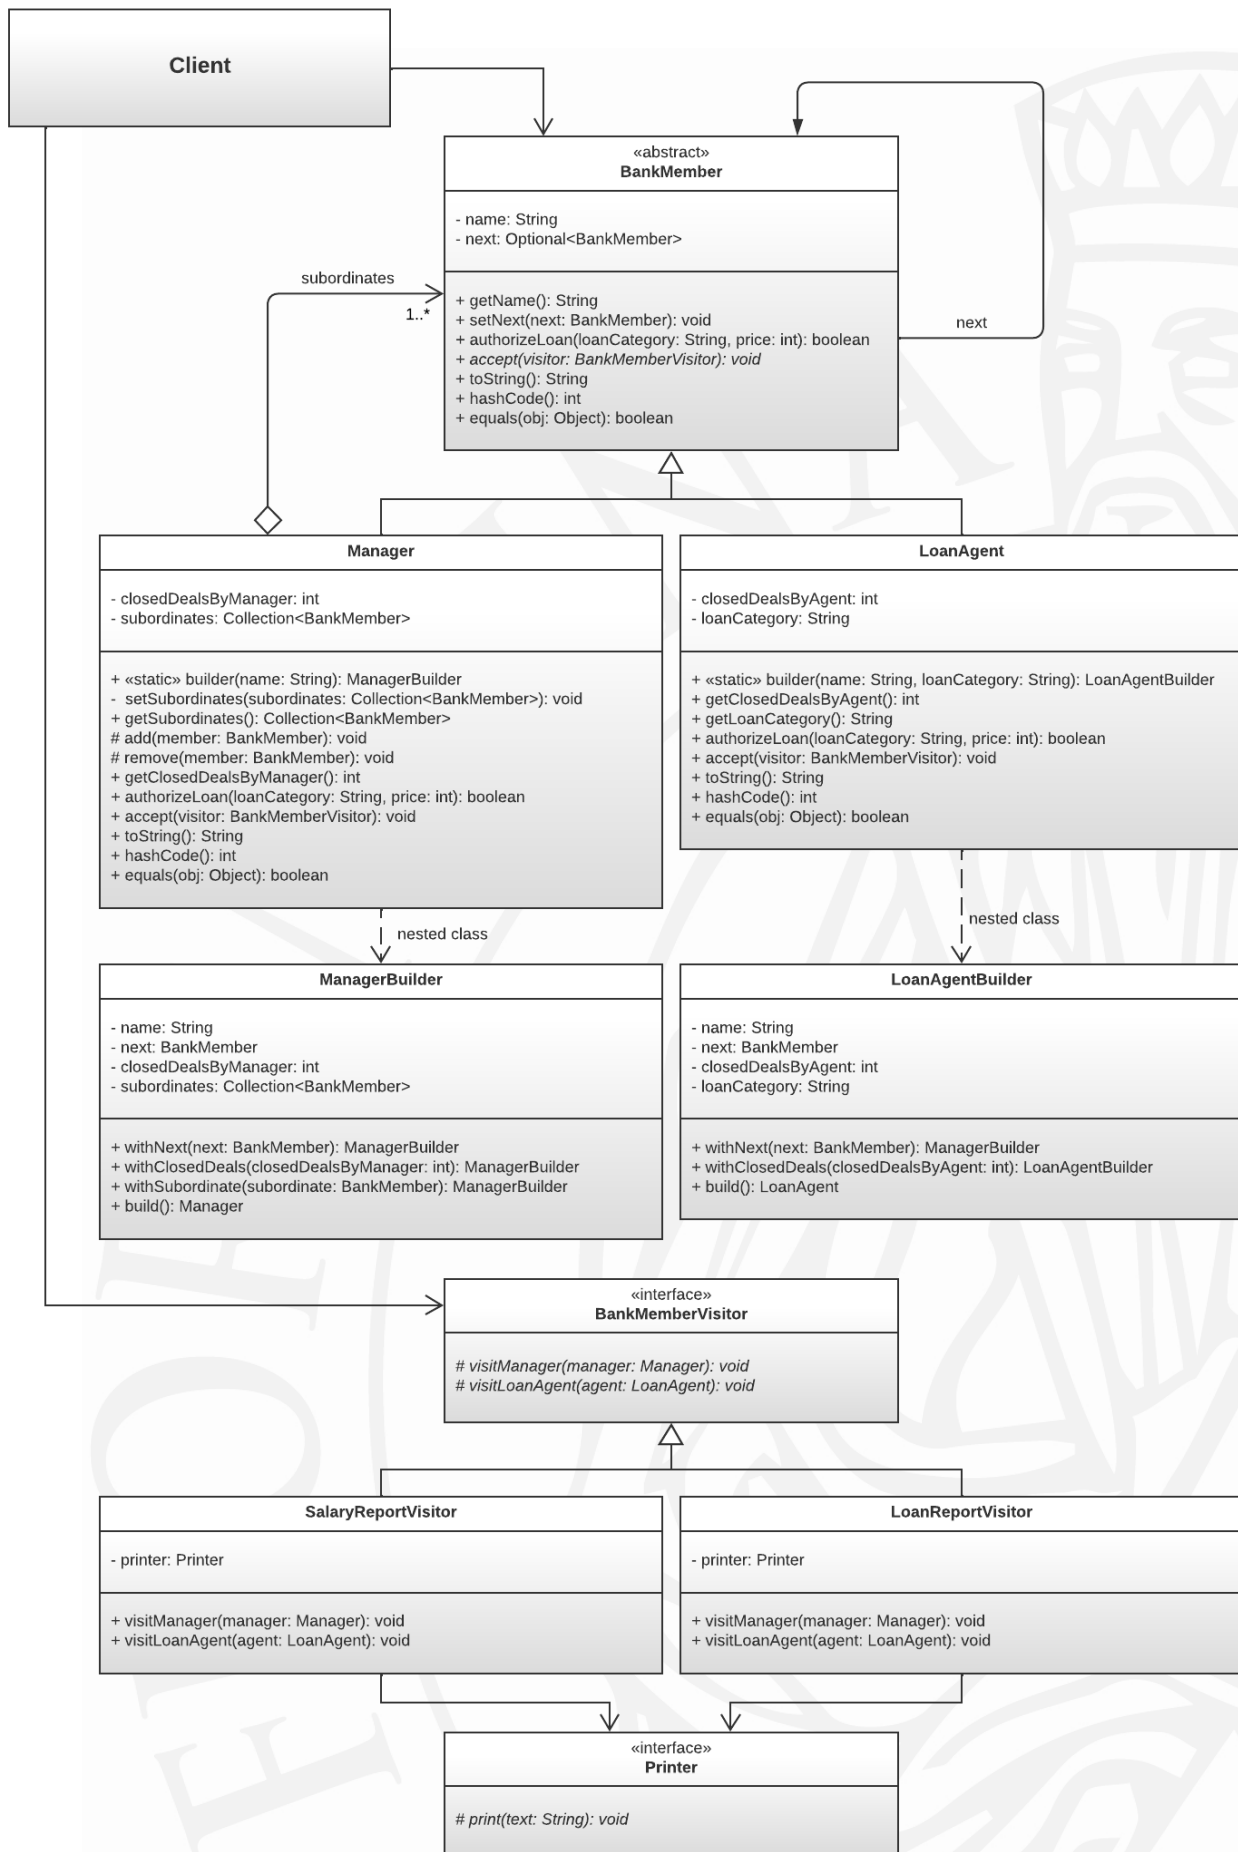 Client
«abstract»
BankMember
- name: String
- next: Optional<BankMember>
subordinates
1..*
+ getName(): String
+ setNext(next: BankMember): void
+ authorizeLoan(loanCategory: String, price: int): boolean
+ accept(visitor: BankMemberVisitor): void
+ toString(): String
+ hashCode(): int
+ equals(obj: Object): boolean
next
Manager
- closedDealsByManager: int
- subordinates: Collection<BankMember>
+ «static» builder(name: String): ManagerBuilder
- setSubordinates(subordinates: Collection<BankMember>): void
+ getSubordinates(): Collection<BankMember>
# add(member: BankMember): void
# remove(member: BankMember): void
+ getClosedDealsByManager(): int
+ authorizeLoan(loanCategory: String, price: int): boolean
+ accept(visitor: BankMemberVisitor): void
+ toString(): String
+ hashCode(): int
+ equals(obj: Object): boolean
nested class
LoanAgent
- closedDealsByAgent: int
- loanCategory: String
+ «static» builder(name: String, loanCategory: String): LoanAgentBuilder
+ getClosedDealsByAgent(): int
+ getLoanCategory(): String
+ authorizeLoan(loanCategory: String, price: int): boolean
+ accept(visitor: BankMemberVisitor): void
+ toString(): String
+ hashCode(): int
+ equals(obj: Object): boolean
nested class
ManagerBuilder
- name: String
- next: BankMember
- closedDealsByManager: int
- subordinates: Collection<BankMember>
+ withNext(next: BankMember): ManagerBuilder
+ withClosedDeals(closedDealsByManager: int): ManagerBuilder
+ withSubordinate(subordinate: BankMember): ManagerBuilder
+ build(): Manager
LoanAgentBuilder
- name: String
- next: BankMember
- closedDealsByAgent: int
- loanCategory: String
+ withNext(next: BankMember): ManagerBuilder
+ withClosedDeals(closedDealsByAgent: int): LoanAgentBuilder
+ build(): LoanAgent
«interface»
BankMemberVisitor
# visitManager(manager: Manager): void
# visitLoanAgent(agent: LoanAgent): void
SalaryReportVisitor
- printer: Printer
+ visitManager(manager: Manager): void
+ visitLoanAgent(agent: LoanAgent): void
LoanReportVisitor
- printer: Printer
+ visitManager(manager: Manager): void
+ visitLoanAgent(agent: LoanAgent): void
«interface»
Printer
# print(text: String): void